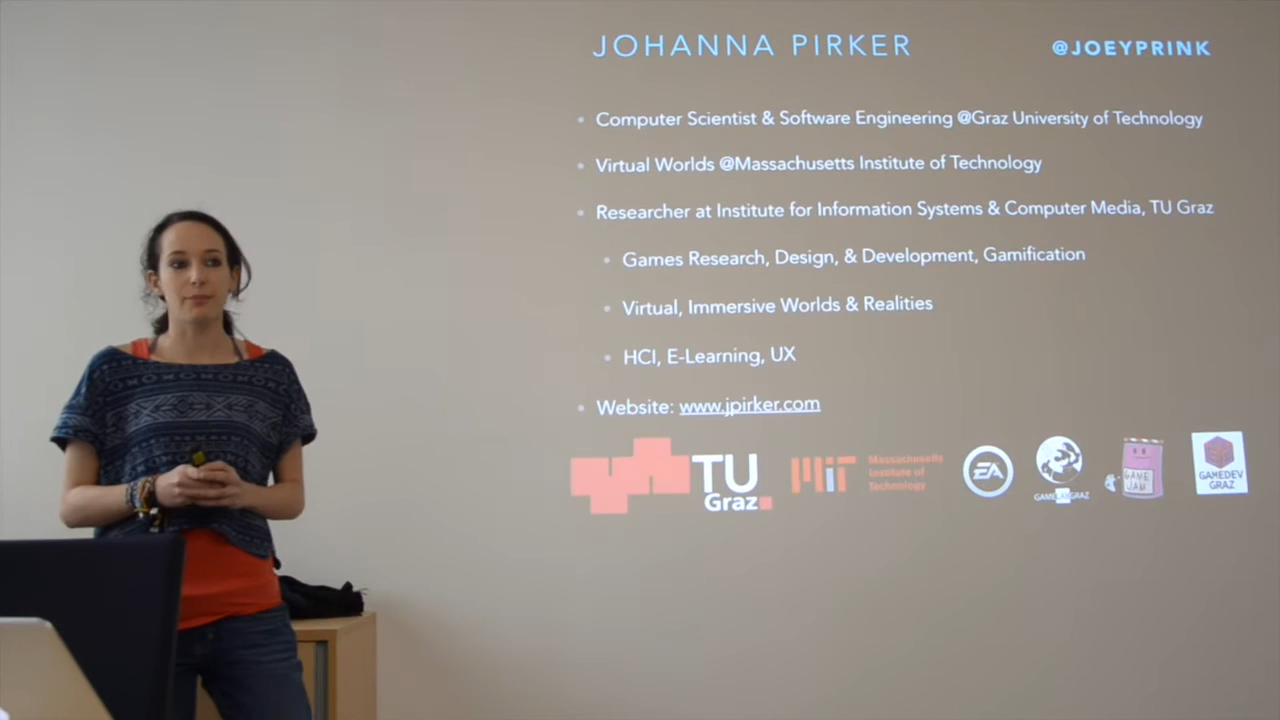 JOHANNA PIRKER @JOEYPRINK
Computer Scientist & Software Engineering @Graz University of Technology
Virtual Worlds @Massachusetts Institute of Technology
Researcher at Institute for Information Systems & Computer Media, TU Graz
Games Research, Design, & Development, Gamification
Virtual, Immersive Worlds & Realities
HCI, E-Learning, UX
Website: www.jpirker.com
TU
Graz
MIT
Massachusetts
Institute of
Technology
EA
GAMELABGRAZ
GAME
JAM
GAMEDEV
GRAZ